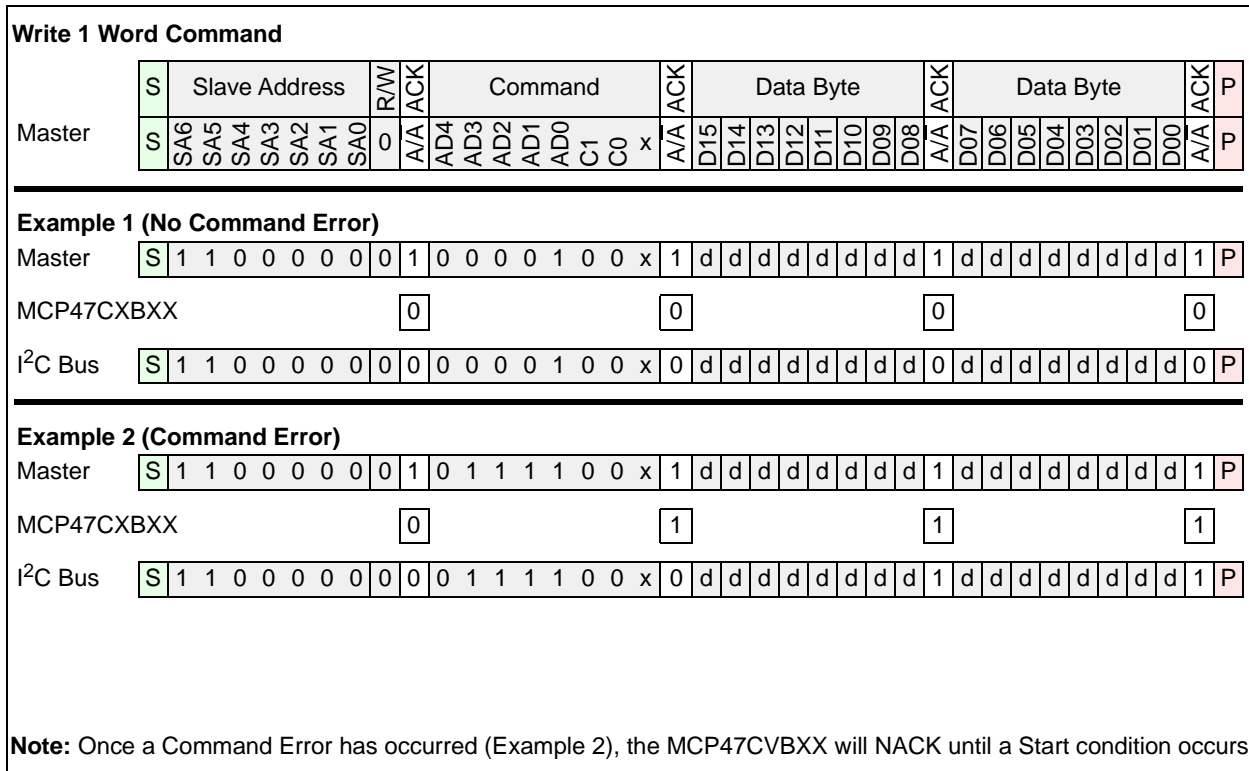 Write 1 Word Command
S Slave Address R/W ACK Command ACK Data Byte ACK Data Byte ACK P
Master S SA6 SA5 SA4 SA3 SA2 SA1 SA0 0 A/A AD4 AD3 AD2 AD1 AD0 C1 C0 x A/A D15 D14 D13 D12 D11 D10 D09 D08 A/A D07 D06 D05 D04 D03 D02 D01 D00 A/A P
Example 1 (No Command Error)
Master S 1 1 0 0 0 0 0 0 1 0 0 0 0 1 0 0 x 1 d d d d d d d d 1 d d d d d d d d 1 P
MCP47CXBXX 0 0 0 0
I²C Bus S 1 1 0 0 0 0 0 0 0 0 0 0 0 1 0 0 x 0 d d d d d d d d 0 d d d d d d d d 0 P
Example 2 (Command Error)
Master S 1 1 0 0 0 0 0 0 1 0 1 1 1 1 0 0 x 1 d d d d d d d d 1 d d d d d d d d 1 P
MCP47CXBXX 0 1 1 1
I²C Bus S 1 1 0 0 0 0 0 0 0 0 1 1 1 1 0 0 x 0 d d d d d d d d 1 d d d d d d d d 1 P
Note: Once a Command Error has occurred (Example 2), the MCP47CVBXX will NACK until a Start condition occurs